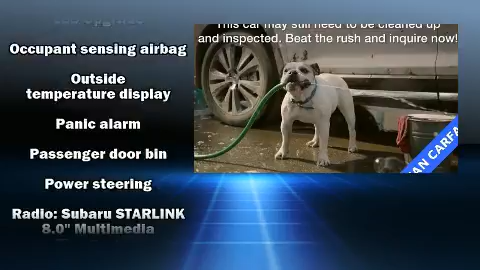 Occupant sensing airbag
Outside
temperature display
Panic alarm
Passenger door bin
Power steering
Radio: Subaru STARLINK
8.0" Multimedia
This car may still need to be cleaned up
and inspected. Beat the rush and inquire now!
AN CARFA